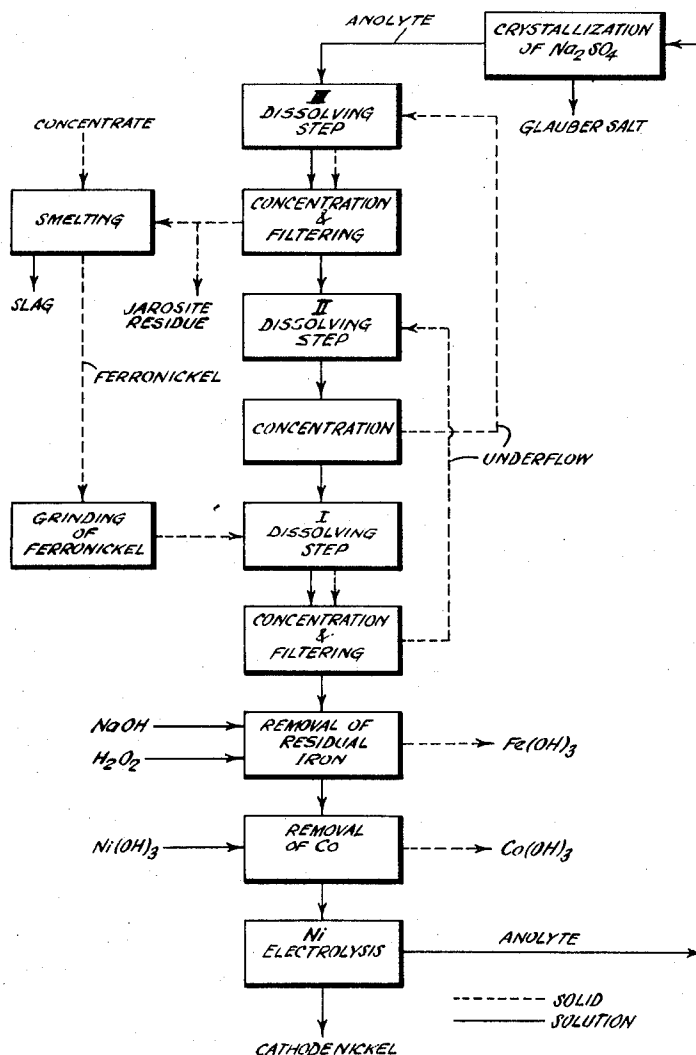 ANOLYTE
CRYSTALLIZATION
OF Na2SO4
GLAUBER SALT
III
DISSOLVING
STEP
CONCENTRATE
SMELTING
CONCENTRATION
&
FILTERING
SLAG
JAROSITE
RESIDUE
II
DISSOLVING
STEP
FERRONICKEL
CONCENTRATION
UNDERFLOW
GRINDING
OF
FERRONICKEL
I
DISSOLVING
STEP
CONCENTRATION
&
FILTERING
NaOH
H2O2
REMOVAL OF
RESIDUAL
IRON
Fe(OH)3
Ni(OH)3
REMOVAL
OF Co
Co(OH)3
Ni
ELECTROLYSIS
ANOLYTE
SOLID
SOLUTION
CATHODE NICKEL